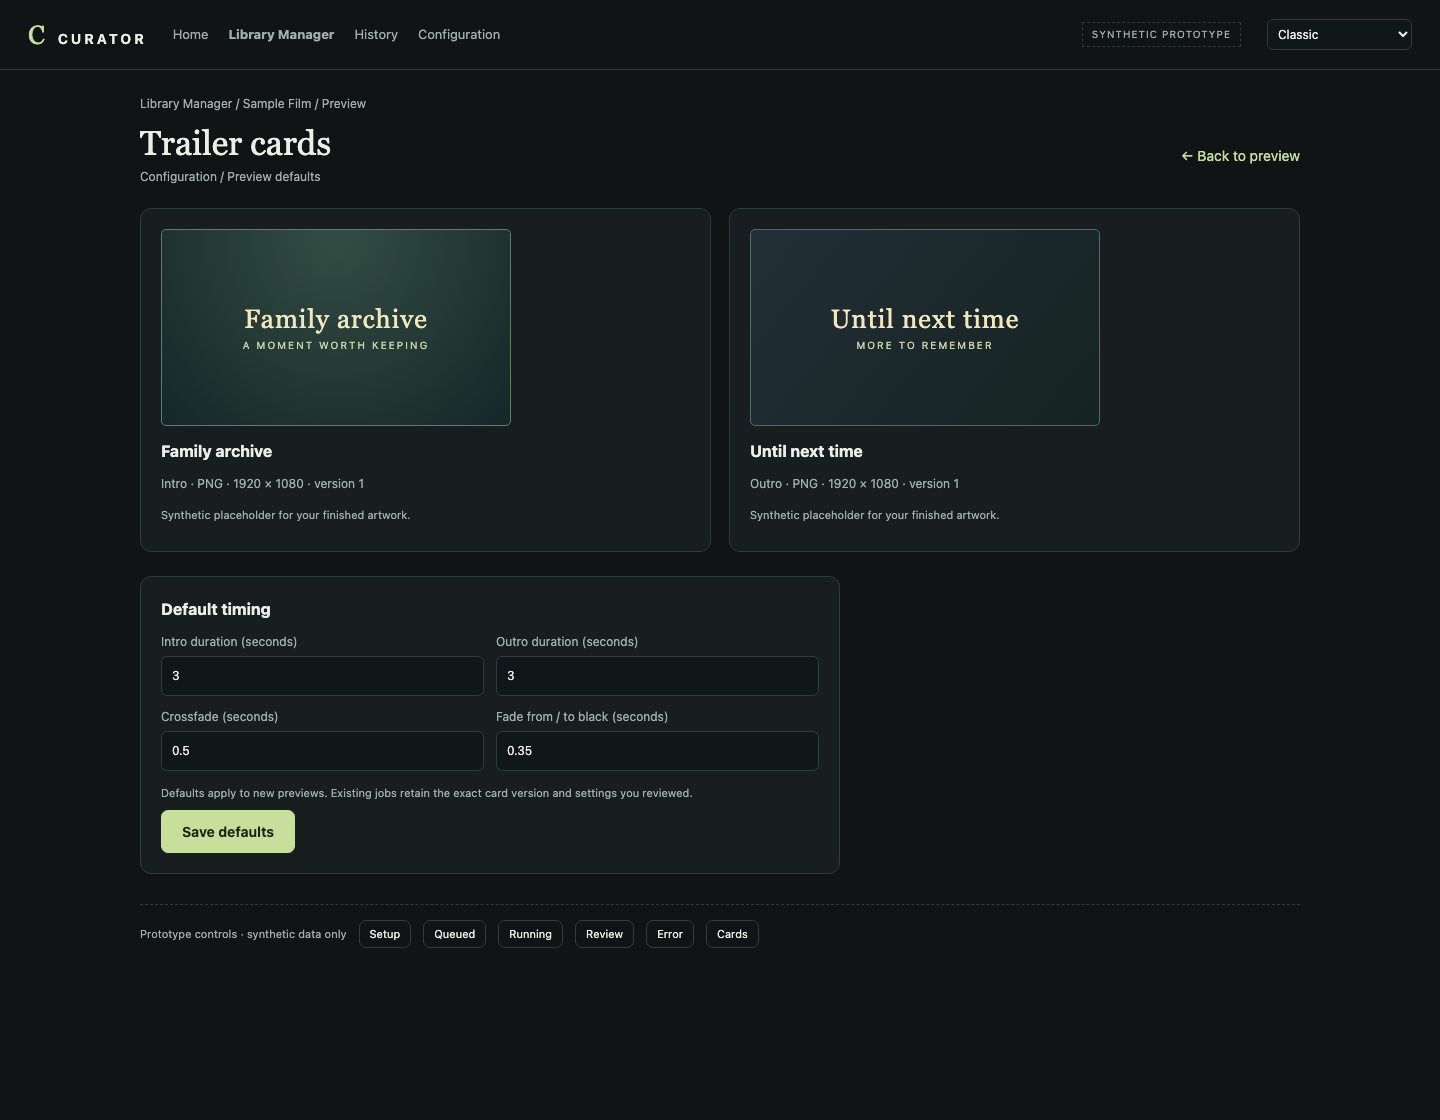 C CURATOR Home Library Manager History Configuration SYNTHETIC PROTOTYPE Classic
Library Manager / Sample Film / Preview
Trailer cards
← Back to preview
Configuration / Preview defaults
Family archive
A MOMENT WORTH KEEPING
Family archive
Intro · PNG · 1920 × 1080 · version 1
Synthetic placeholder for your finished artwork.
Until next time
MORE TO REMEMBER
Until next time
Outro · PNG · 1920 × 1080 · version 1
Synthetic placeholder for your finished artwork.
Default timing
Intro duration (seconds) Outro duration (seconds)
3 3
Crossfade (seconds) Fade from / to black (seconds)
0.5 0.35
Defaults apply to new previews. Existing jobs retain the exact card version and settings you reviewed.
Save defaults
Prototype controls · synthetic data only Setup Queued Running Review Error Cards